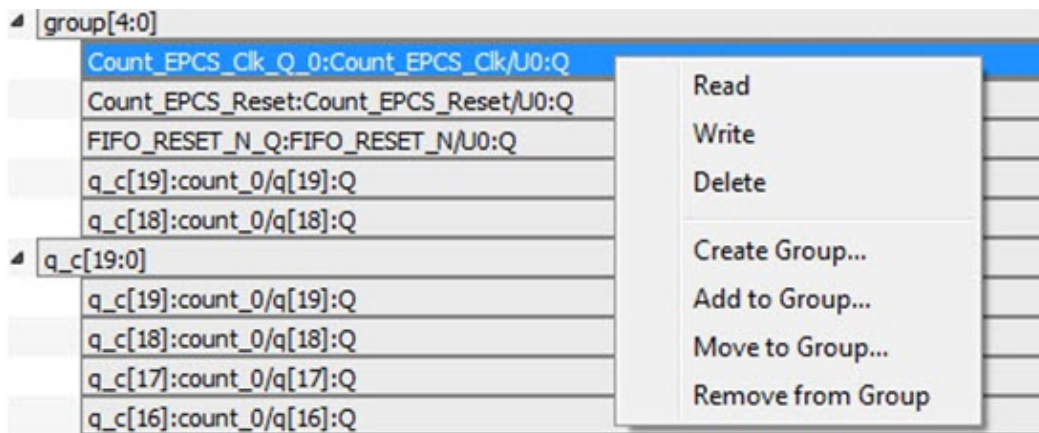 group[4:0]
Count_EPCS_Clk_Q_0:Count_EPCS_Clk/U0:Q
Count_EPCS_Reset:Count_EPCS_Reset/U0:Q
FIFO_RESET_N_Q:FIFO_RESET_N/U0:Q
q_c[19]:count_0/q[19]:Q
q_c[18]:count_0/q[18]:Q
q_c[19:0]
q_c[19]:count_0/q[19]:Q
q_c[18]:count_0/q[18]:Q
q_c[17]:count_0/q[17]:Q
q_c[16]:count_0/q[16]:Q
Read
Write
Delete
Create Group...
Add to Group...
Move to Group...
Remove from Group